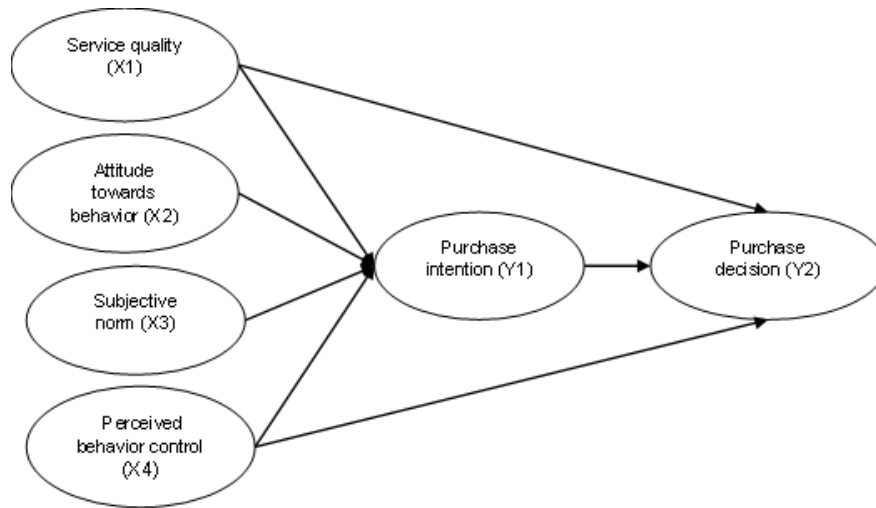 Service quality
(X1)
Attitude
towards
behavior (X2)
Subjective
norm (X3)
Perceived
behavior control
(X4)
Purchase
intention (Y1)
Purchase
decision (Y2)